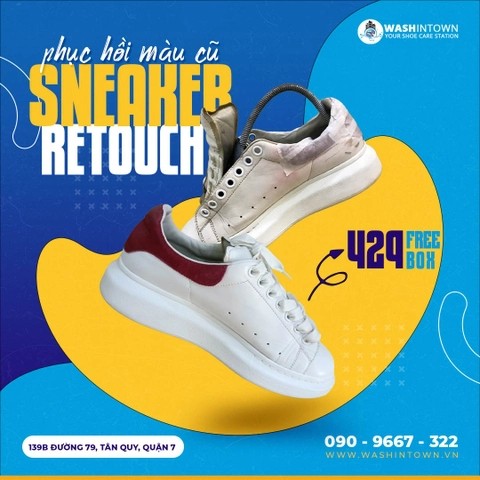 WASHINTOWN
YOUR SHOE CARE STATION
phục hồi màu cũ
SNEAKER
RETOUCH
429 FREE
BOX
139B ĐƯỜNG 79, TÂN QUY, QUẬN 7
090 - 9667 - 322
WWW.WASHINTOWN.VN